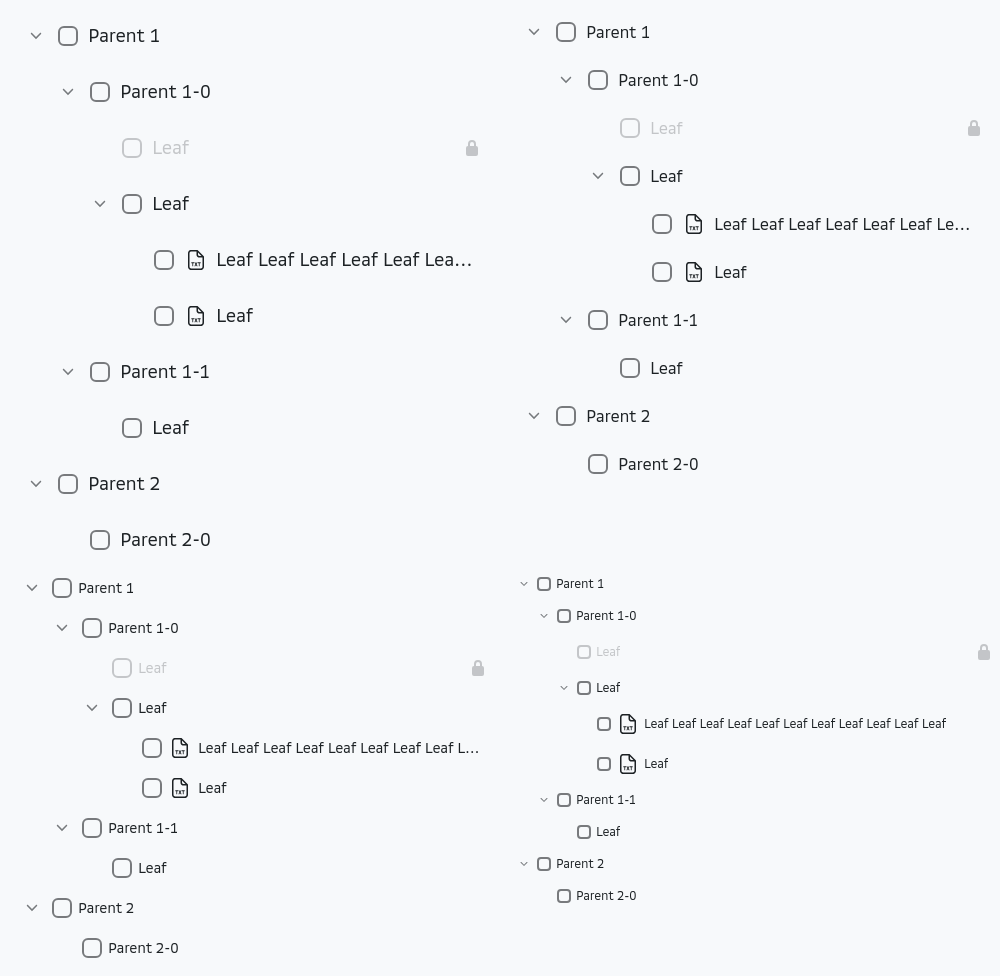 Parent 1
Parent 1-0
Leaf
Leaf
TXT Leaf Leaf Leaf Leaf Leaf Lea...
TXT Leaf
Parent 1-1
Leaf
Parent 2
Parent 2-0
Parent 1
Parent 1-0
Leaf
Leaf
TXT Leaf Leaf Leaf Leaf Leaf Leaf Le...
TXT Leaf
Parent 1-1
Leaf
Parent 2
Parent 2-0
Parent 1
Parent 1-0
Leaf
Leaf
TXT Leaf Leaf Leaf Leaf Leaf Leaf Leaf Leaf L...
TXT Leaf
Parent 1-1
Leaf
Parent 2
Parent 2-0
Parent 1
Parent 1-0
Leaf
Leaf
TXT Leaf Leaf Leaf Leaf Leaf Leaf Leaf Leaf Leaf Leaf Leaf
TXT Leaf
Parent 1-1
Leaf
Parent 2
Parent 2-0